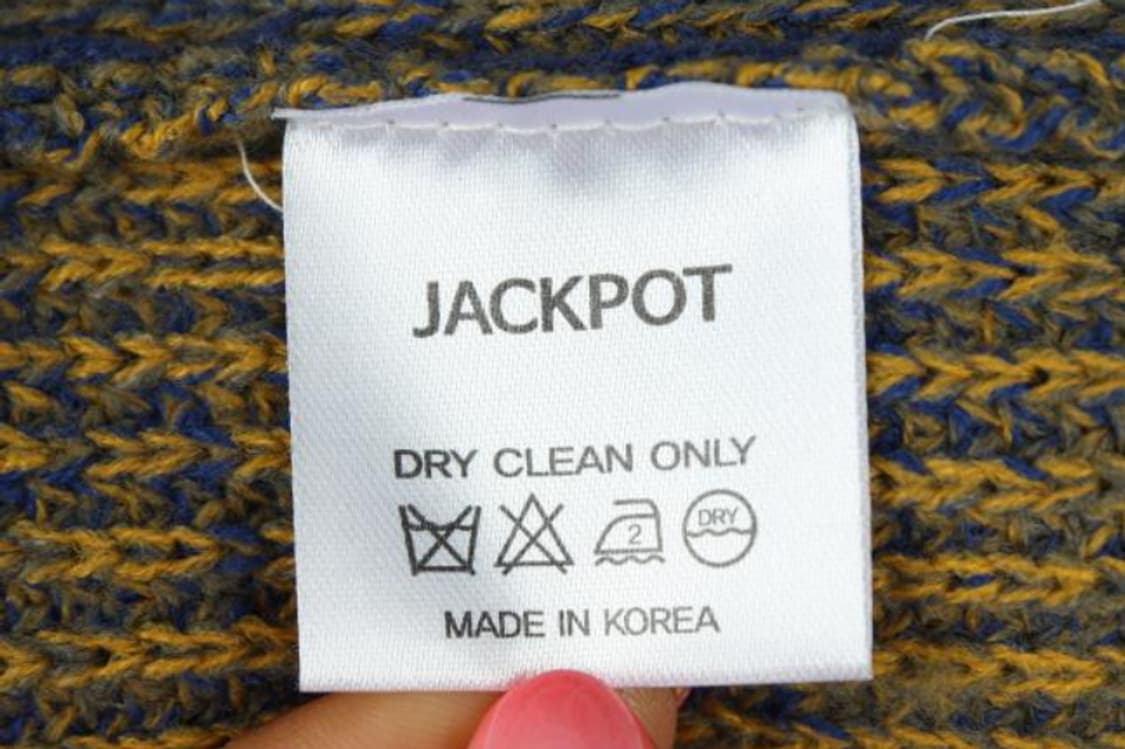 JACKPOT
DRY CLEAN ONLY
2 DRY
MADE IN KOREA